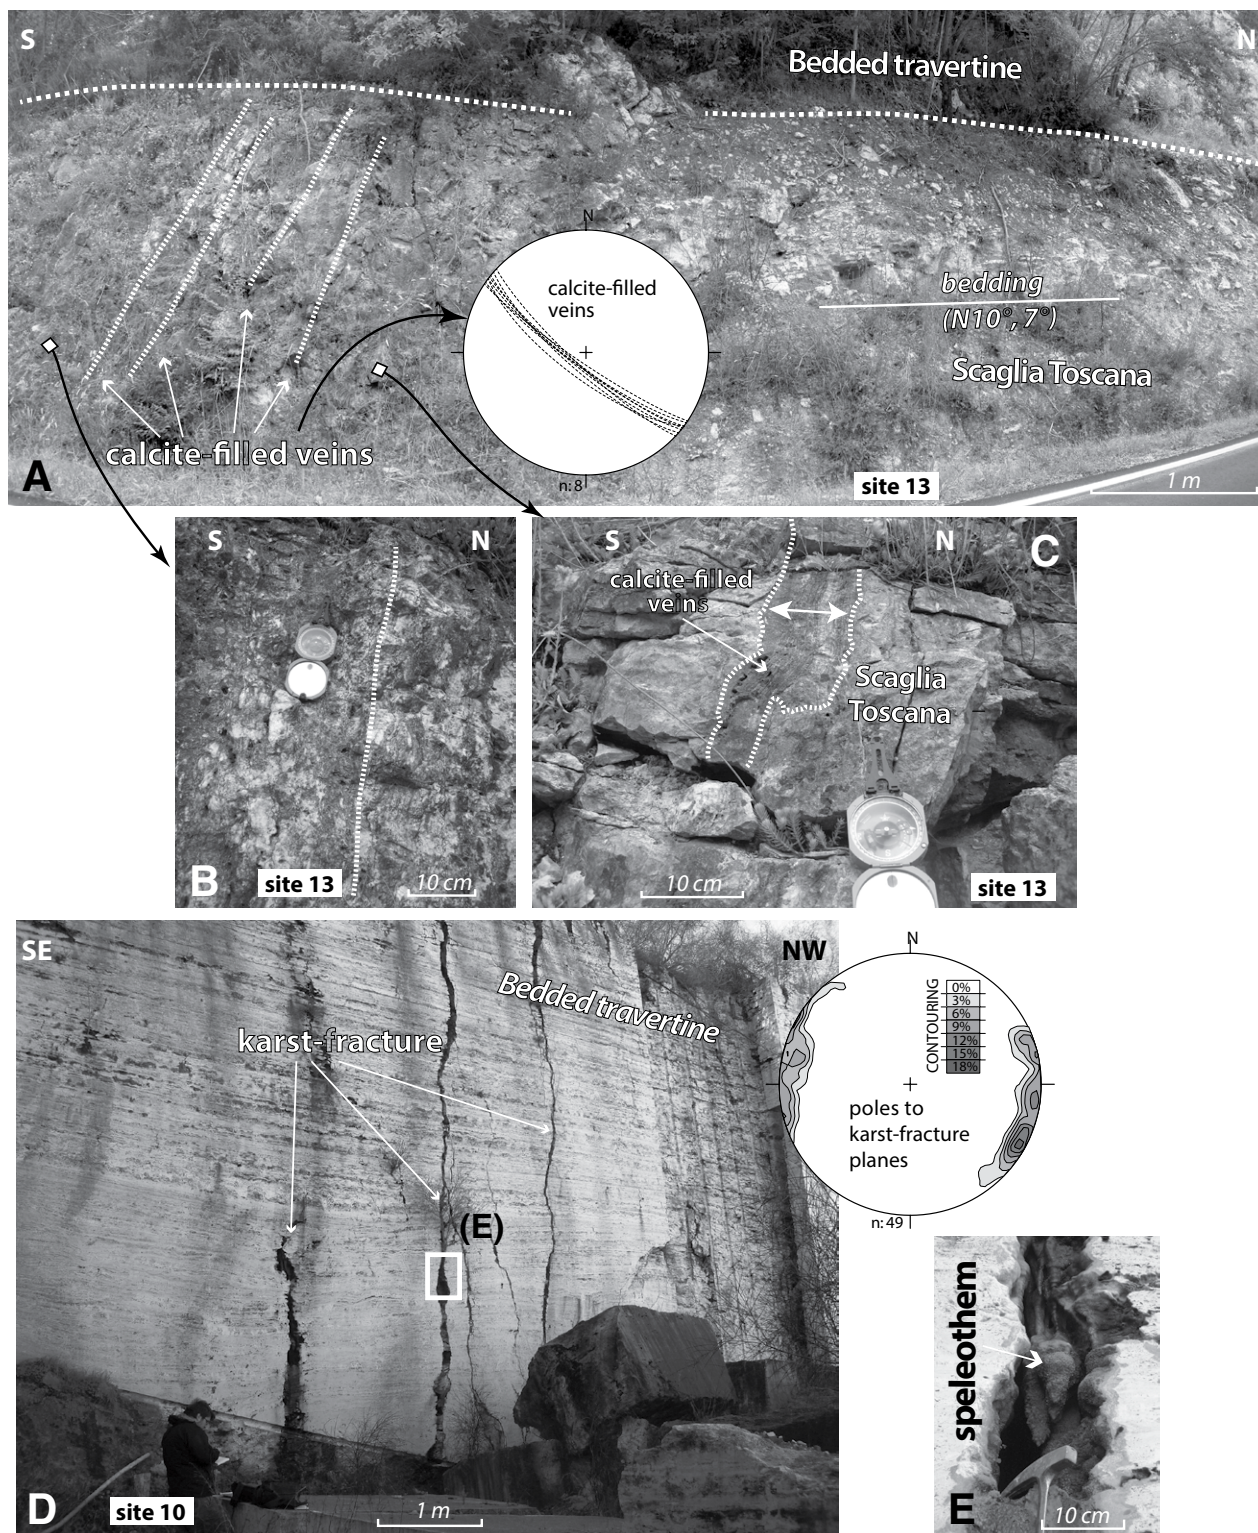 S
N
Bedded travertine
N
calcite-filled
veins
bedding
(N10°, 7°)
Scaglia Toscana
calcite-filled veins
A
n: 8
site 13
1 m
S
N
B
site 13
10 cm
S
N
C
calcite-filled
veins
Scaglia
Toscana
10 cm
site 13
SE
NW
Bedded travertine
karst-fracture
(E)
D
site 10
1 m
N
CONTOURING
0%
3%
6%
9%
12%
15%
18%
poles to
karst-fracture
planes
n: 49
speleothem
E
10 cm